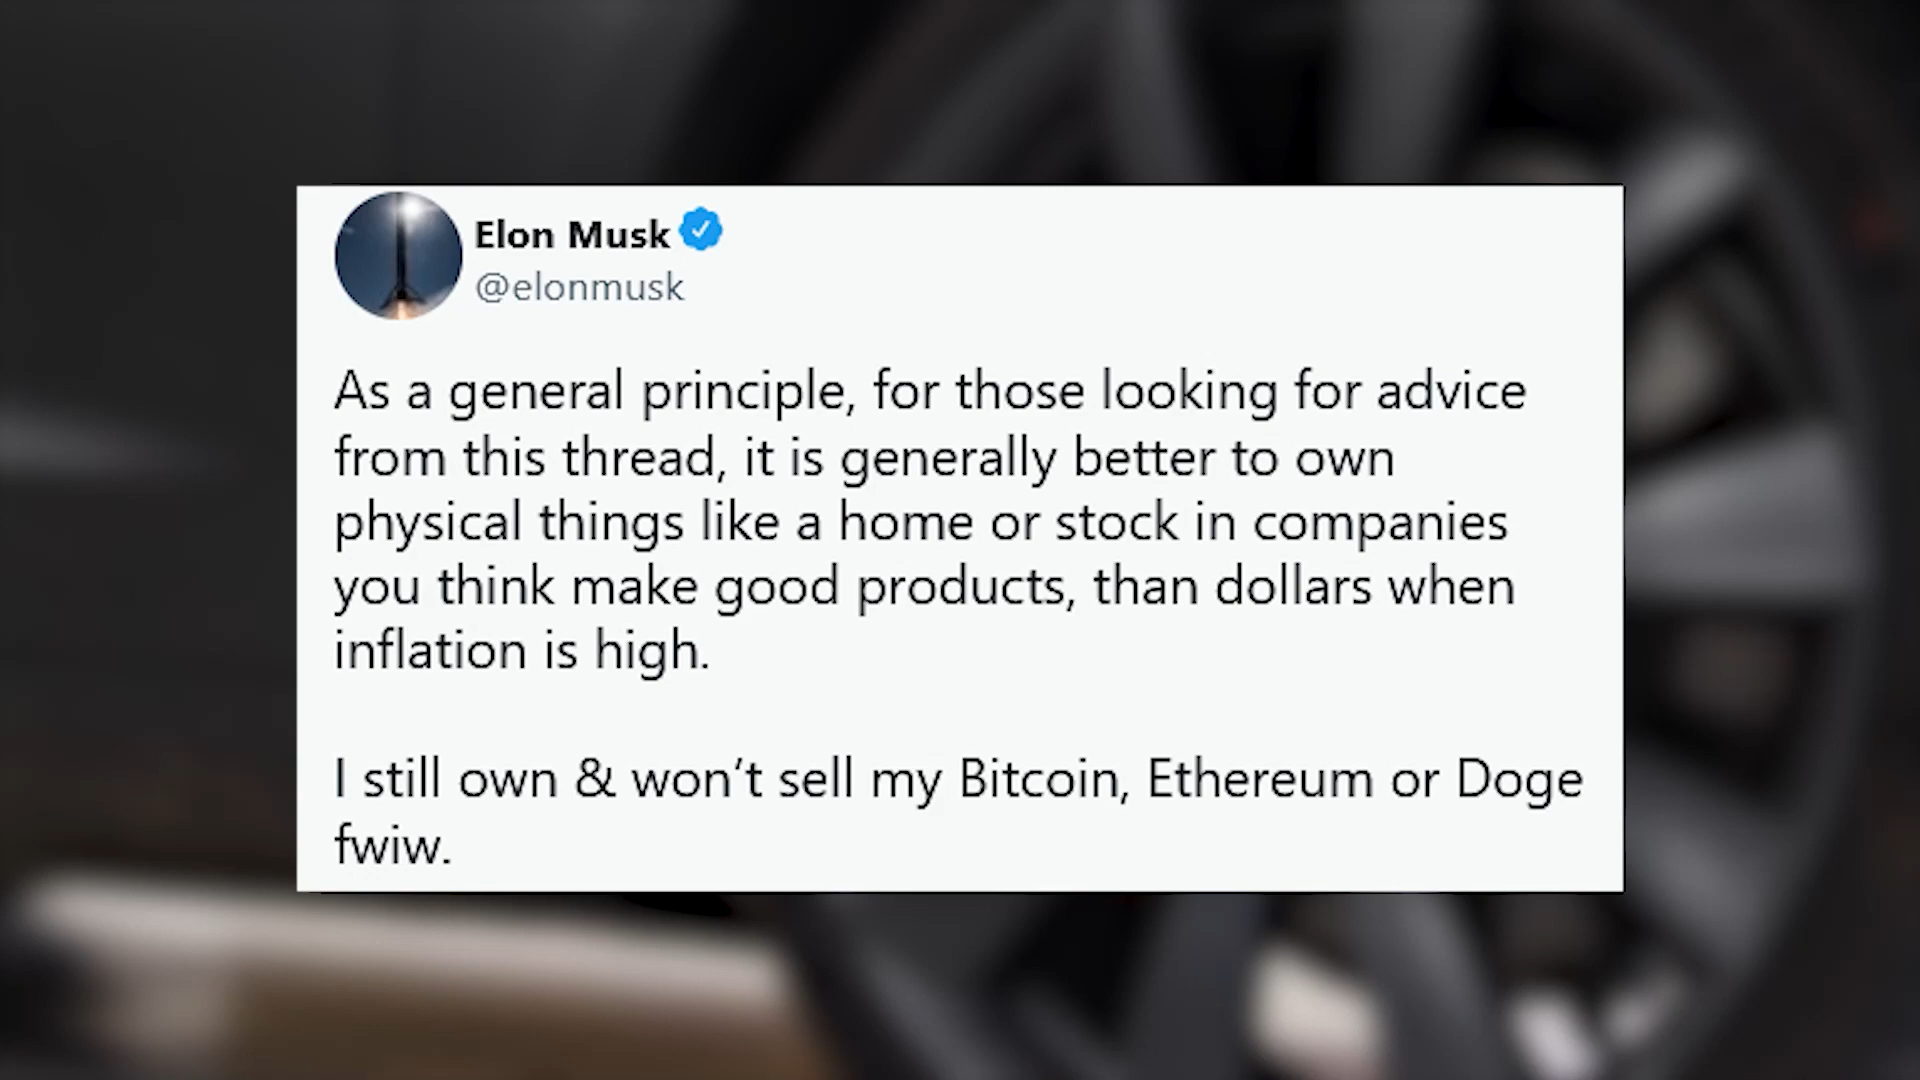 Elon Musk
@elonmusk
As a general principle, for those looking for advice
from this thread, it is generally better to own
physical things like a home or stock in companies
you think make good products, than dollars when
inflation is high.
I still own & won’t sell my Bitcoin, Ethereum or Doge
fwiw.